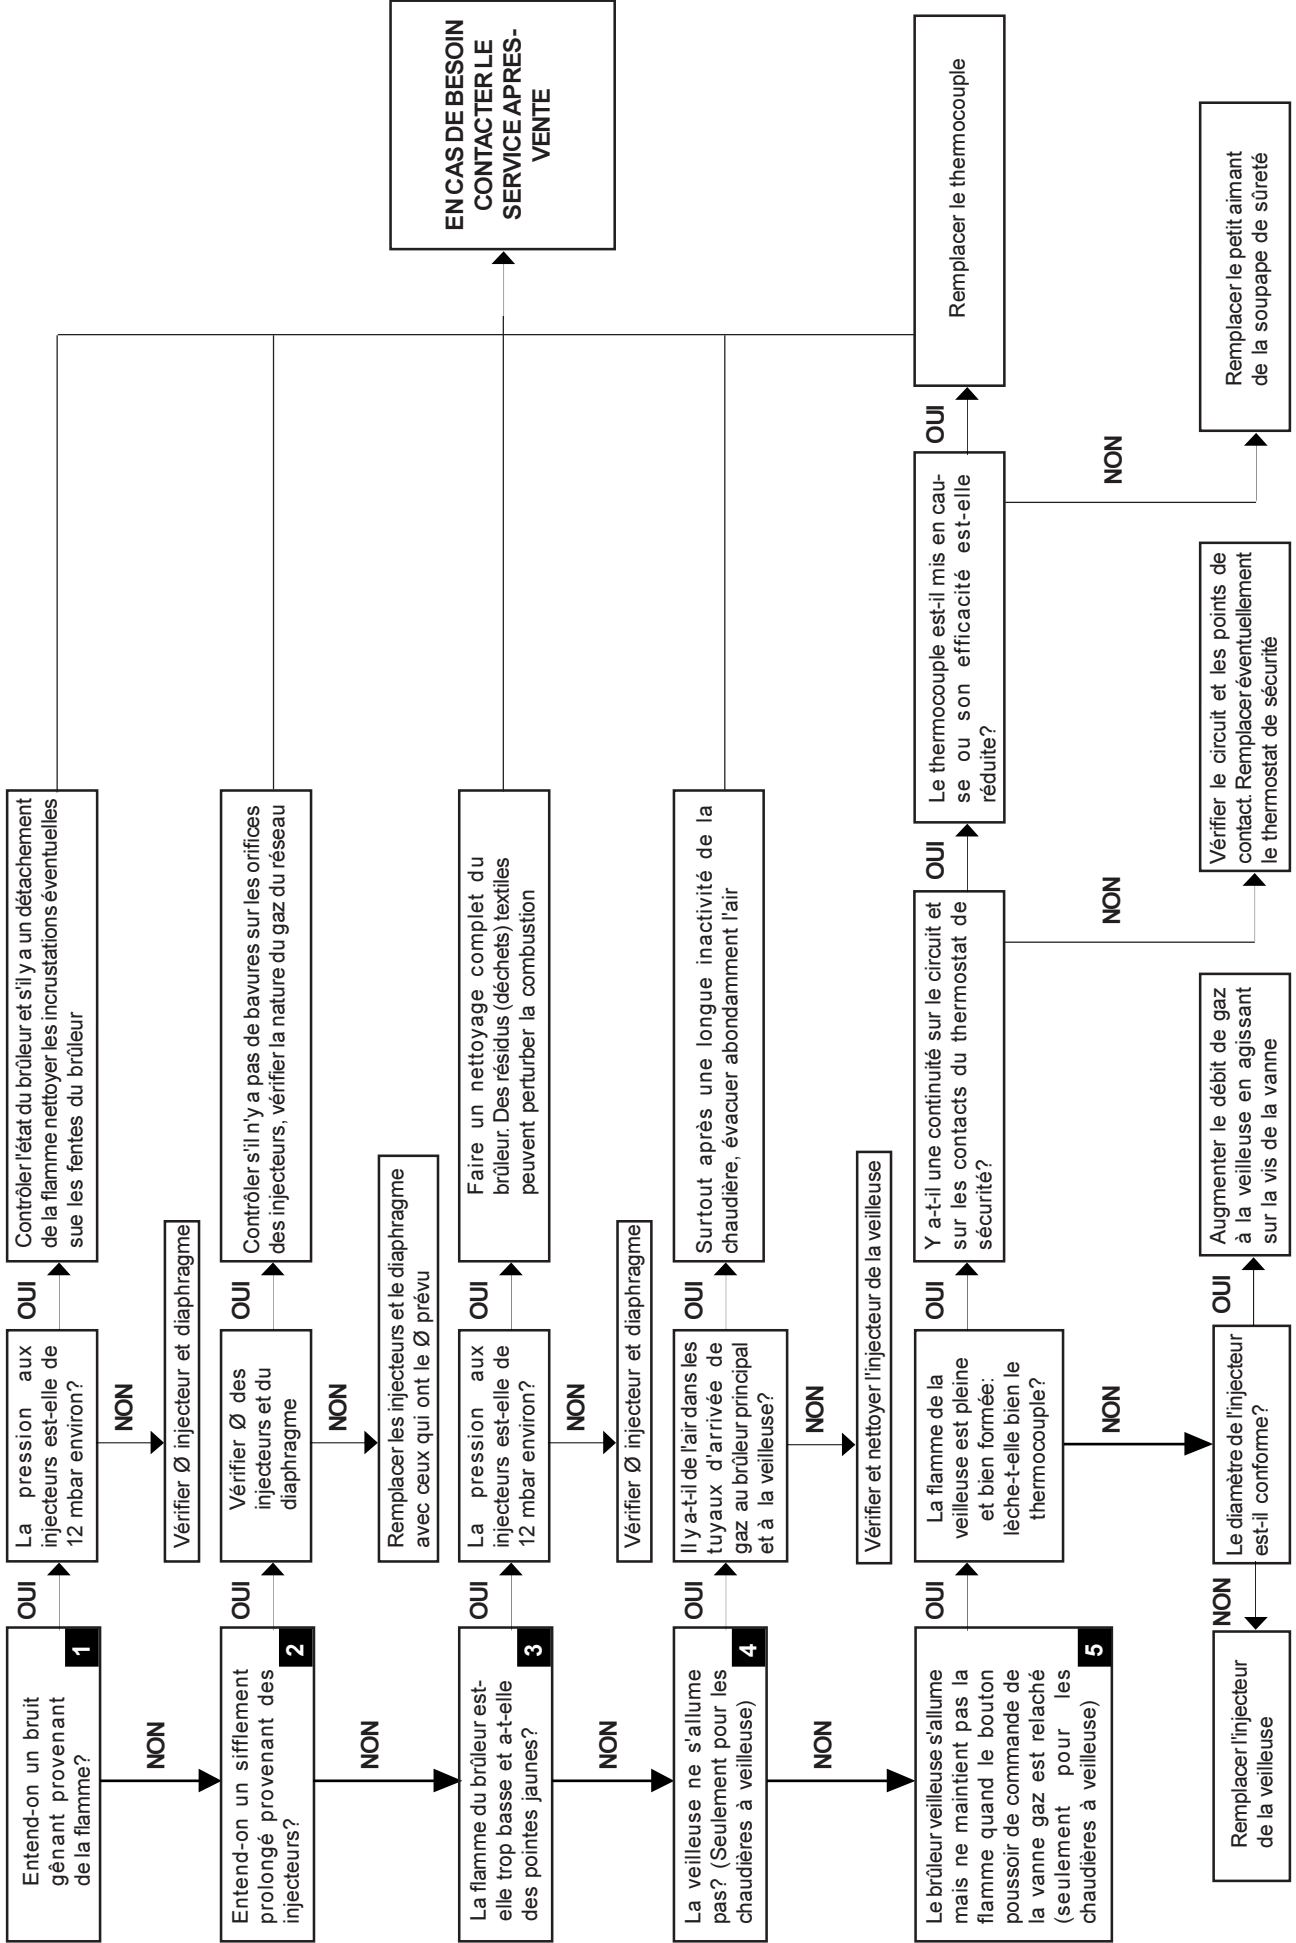 Entend-on un bruit
gênant provenant
de la flamme?
1
OUI
La pression aux
injecteurs est-elle de
12 mbar environ?
OUI
Contrôler l'état du brûleur et s'il y a un détachement
de la flamme nettoyer les incrustations éventuelles
sue les fentes du brûleur
NON
Vérifier Ø injecteur et diaphragme
NON
Entend-on un sifflement
prolongé provenant des
injecteurs?
2
OUI
Vérifier Ø des
injecteurs et du
diaphragme
OUI
Contrôler s'il n'y a pas de bavures sur les orifices
des injecteurs, vérifier la nature du gaz du réseau
NON
Remplacer les injecteurs et le diaphragme
avec ceux qui ont le Ø prévu
NON
La flamme du brûleur est-
elle trop basse et a-t-elle
des pointes jaunes?
3
OUI
La pression aux
injecteurs est-elle de
12 mbar environ?
OUI
Faire un nettoyage complet du
brûleur. Des résidus (déchets) textiles
peuvent perturber la combustion
EN CAS DE BESOIN
CONTACTER LE
SERVICE APRES-
VENTE
NON
Vérifier Ø injecteur et diaphragme
NON
La veilleuse ne s'allume
pas? (Seulement pour les
chaudières à veilleuse)
4
OUI
Il y a-t-il de l'air dans les
tuyaux d'arrivée de
gaz au brûleur principal
et à la veilleuse?
OUI
Surtout après une longue inactivité de la
chaudière, évacuer abondamment l'air
NON
Vérifier et nettoyer l'injecteur de la veilleuse
NON
Le brûleur veilleuse s'allume
mais ne maintient pas la
flamme quand le bouton
poussoir de commande de
la vanne gaz est relaché
(seulement pour les
chaudières à veilleuse)
5
OUI
La flamme de la
veilleuse est pleine
et bien formée:
lèche-t-elle bien le
thermocouple?
OUI
Y a-t-il une continuité sur le circuit et
sur les contacts du thermostat de
sécurité?
OUI
Le thermocouple est-il mis en cau-
se ou son efficacité est-elle
réduite?
OUI
Remplacer le thermocouple
NON
NON
NON
Remplacer l'injecteur
de la veilleuse
NON
Le diamètre de l'injecteur
est-il conforme?
OUI
Augmenter le débit de gaz
à la veilleuse en agissant
sur la vis de la vanne
Vérifier le circuit et les points de
contact. Remplacer éventuellement
le thermostat de sécurité
Remplacer le petit aimant
de la soupape de sûreté